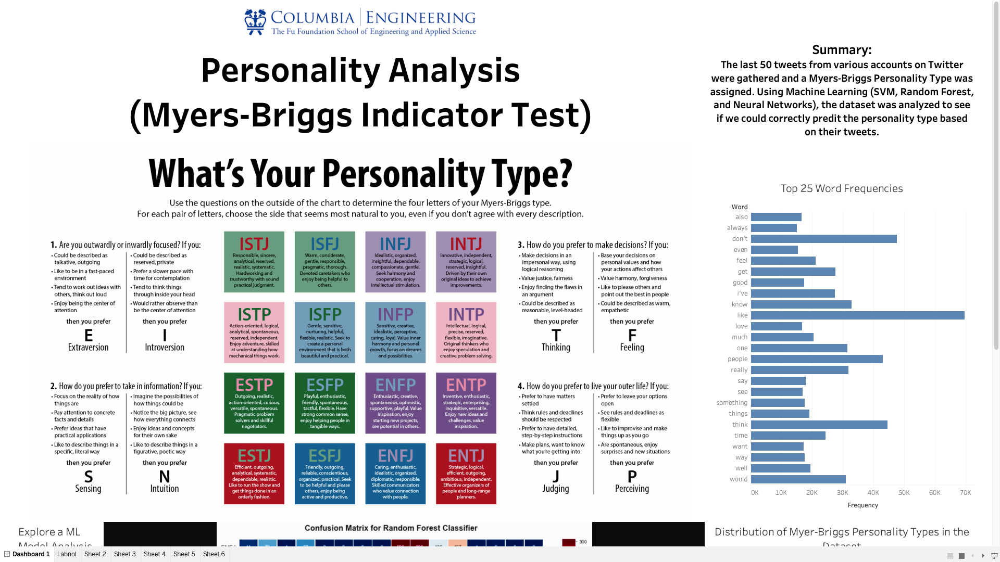 COLUMBIA | ENGINEERING
The Fu Foundation School of Engineering and Applied Science
Personality Analysis
(Myers-Briggs Indicator Test)
Summary:
The last 50 tweets from various accounts on Twitter
were gathered and a Myers-Briggs Personality Type was
assigned. Using Machine Learning (SVM, Random Forest,
and Neural Networks), the dataset was analyzed to see
if we could correctly predit the personality type based
on their tweets.
What's Your Personality Type?
Use the questions on the outside of the chart to determine the four letters of your Myers-Briggs type.
For each pair of letters, choose the side that seems most natural to you, even if you don't agree with every description.
1. Are you outwardly or inwardly focused? If you:
• Could be described as
talkative, outgoing
• Like to be in a fast-paced
environment
• Tend to work out ideas with
others, think out loud
• Enjoy being the center of
attention
then you prefer
E
Extraversion
• Could be described as
reserved, private
• Prefer a slower pace with
time for contemplation
• Tend to think things
through inside your head
• Would rather observe than
be the center of attention
then you prefer
I
Introversion
2. How do you prefer to take in information? If you:
• Focus on the reality of how
things are
• Pay attention to concrete
facts and details
• Prefer ideas that have
practical applications
• Like to describe things in a
specific, literal way
then you prefer
S
Sensing
• Imagine the possibilities of
how things could be
• Notice the big picture, see
how everything connects
• Enjoy ideas and concepts
for their own sake
• Like to describe things in a
figurative, poetic way
then you prefer
N
Intuition
ISTJ
Responsible, sincere,
analytical, reserved,
realistic, systematic.
Hardworking and
trustworthy with sound
practical judgment.
ISFJ
Warm, considerate,
gentle, responsible,
pragmatic, thorough.
Devoted caretakers who
enjoy being helpful to
others.
INFJ
Idealistic, organized,
insightful, dependable,
compassionate, gentle.
Seek harmony and
cooperation, enjoy
intellectual stimulation.
INTJ
Innovative, independent,
strategic, logical,
reserved, insightful.
Driven by their own
original ideas to achieve
improvements.
ISTP
Action-oriented, logical,
analytical, spontaneous,
reserved, independent.
Enjoy adventure, skilled
at understanding how
mechanical things work.
ISFP
Gentle, sensitive,
nurturing, helpful,
flexible, realistic. Seek to
create a personal
environment that is both
beautiful and practical.
INFP
Sensitive, creative,
idealistic, perceptive,
caring, loyal. Value inner
harmony and personal
growth, focus on dreams
and possibilities.
INTP
Intellectual, logical,
precise, reserved,
flexible, imaginative.
Original thinkers who
enjoy speculation and
creative problem solving.
ESTP
Outgoing, realistic,
action-oriented, curious,
versatile, spontaneous.
Pragmatic problem
solvers and skillful
negotiators.
ESFP
Playful, enthusiastic,
friendly, spontaneous,
tactful, flexible. Have
strong common sense,
enjoy helping people in
tangible ways.
ENFP
Enthusiastic, creative,
spontaneous, optimistic,
supportive, playful. Value
inspiration, enjoy
starting new projects,
see potential in others.
ENTP
Inventive, enthusiastic,
strategic, enterprising,
inquisitive, versatile.
Enjoy new ideas and
challenges, value
inspiration.
ESTJ
Efficient, outgoing,
analytical, systematic,
dependable, realistic.
Like to run the show and
get things done in an
orderly fashion.
ESFJ
Friendly, outgoing,
reliable, conscientious,
organized, practical. Seek
to be helpful and please
others, enjoy being
active and productive.
ENFJ
Caring, enthusiastic,
idealistic, organized,
diplomatic, responsible.
Skilled communicators
who value connection
with people.
ENTJ
Strategic, logical,
efficient, outgoing,
ambitious, independent.
Effective organizers of
people and long-range
planners.
3. How do you prefer to make decisions? If you:
• Make decisions in an
impersonal way, using
logical reasoning
• Value justice, fairness
• Enjoy finding the flaws in
an argument
• Could be described as
reasonable, level-headed
then you prefer
T
Thinking
• Base your decisions on
personal values and how
your actions affect others
• Value harmony, forgiveness
• Like to please others and
point out the best in people
• Could be described as warm,
empathetic
then you prefer
F
Feeling
4. How do you prefer to live your outer life? If you:
• Prefer to have matters
settled
• Think rules and deadlines
should be respected
• Prefer to have detailed,
step-by-step instructions
• Make plans, want to know
what you're getting into
then you prefer
J
Judging
• Prefer to leave your options
open
• See rules and deadlines as
flexible
• Like to improvise and make
things up as you go
• Are spontaneous, enjoy
surprises and new situations
then you prefer
P
Perceiving
Top 25 Word Frequencies
Word
also
always
don't
even
feel
get
good
i've
know
like
love
much
one
people
really
say
see
something
things
think
time
want
way
well
would
0K 10K 20K 30K 40K 50K 60K 70K
Frequency
Explore a ML
Model Analysis
Confusion Matrix for Random Forest Classifier
300
Distribution of Myer-Briggs Personality Types in the
Dataset
Dashboard 1 Labnol Sheet 2 Sheet 3 Sheet 4 Sheet 5 Sheet 6